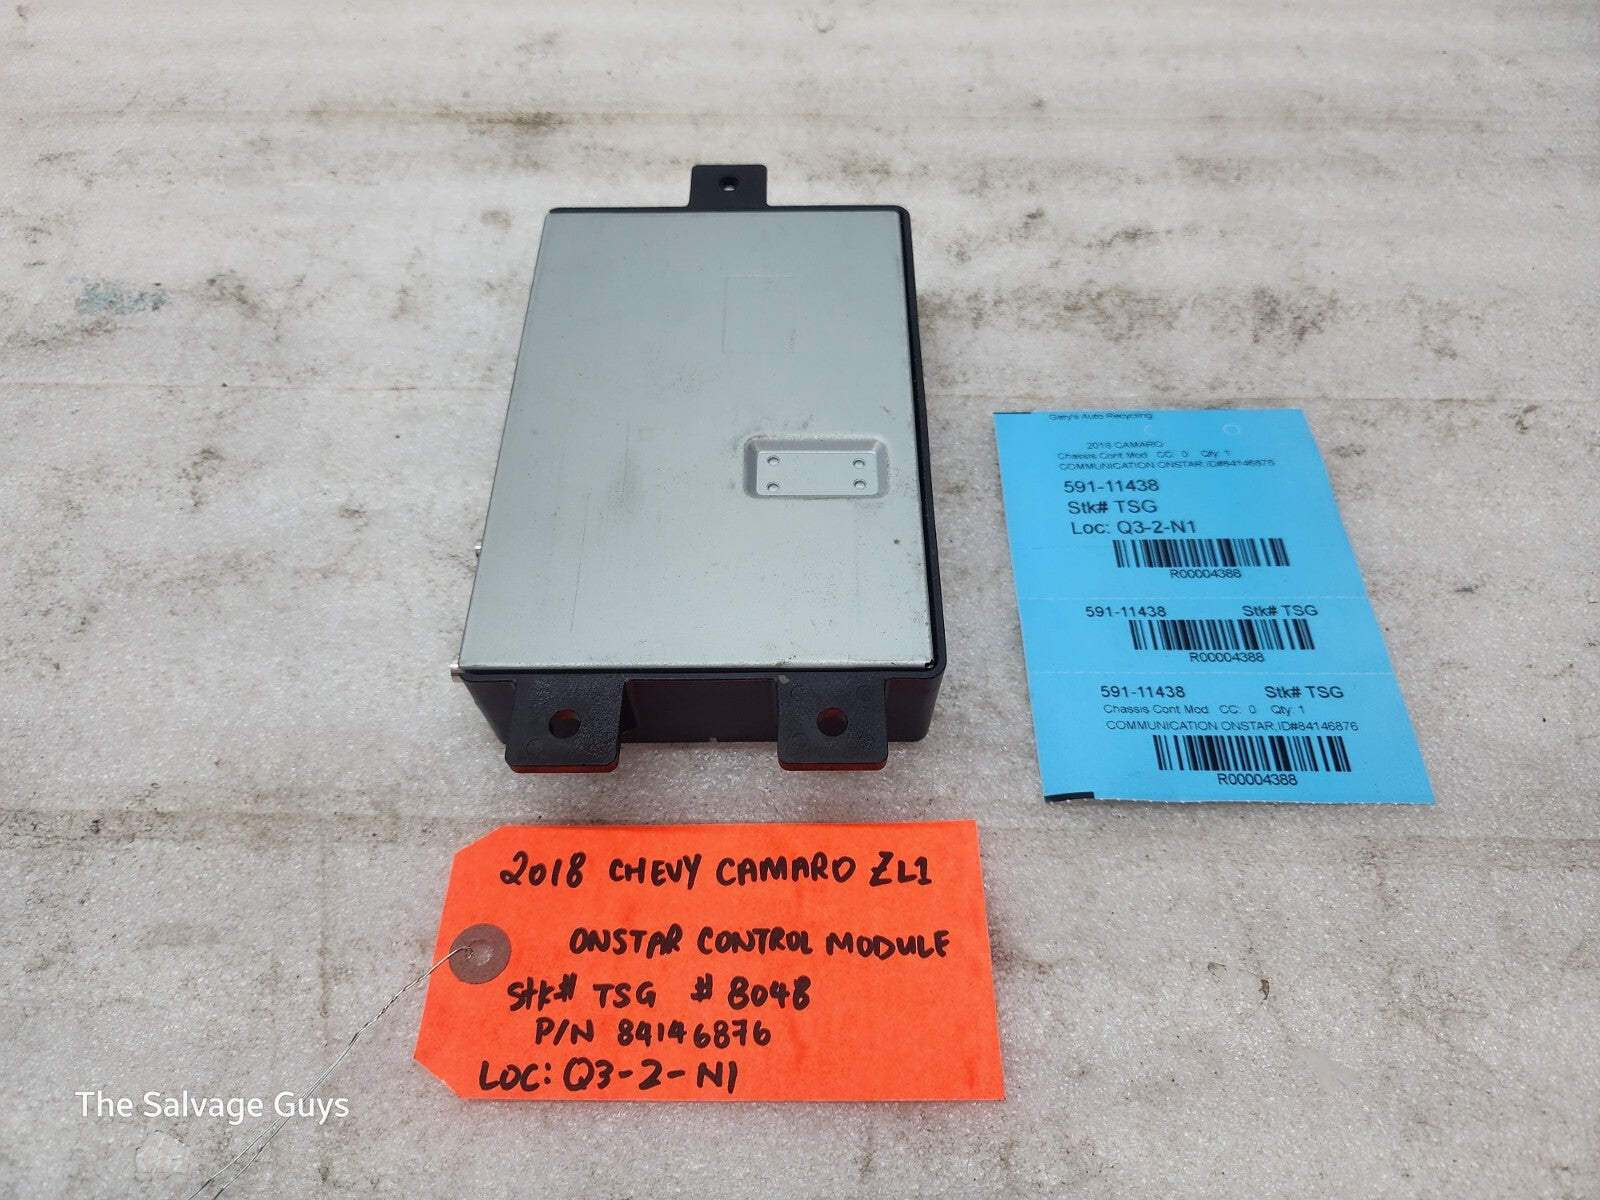 Gary's Auto Recycling
2018 CAMARO
Chassis Cont Mod CC: 0 Qty: 1
COMMUNICATION ONSTAR,ID#84146876
591-11438
Stk# TSG
Loc: Q3-2-N1
R00004388
591-11438 Stk# TSG
R00004388
591-11438 Stk# TSG
Chassis Cont Mod CC: 0 Qty: 1
COMMUNICATION ONSTAR,ID#84146876
R00004388
2018 CHEVY CAMARO ZL1
ONSTAR CONTROL MODULE
Stk# TSG # 8048
P/N 84146876
LOC: Q3-2-N1
The Salvage Guys